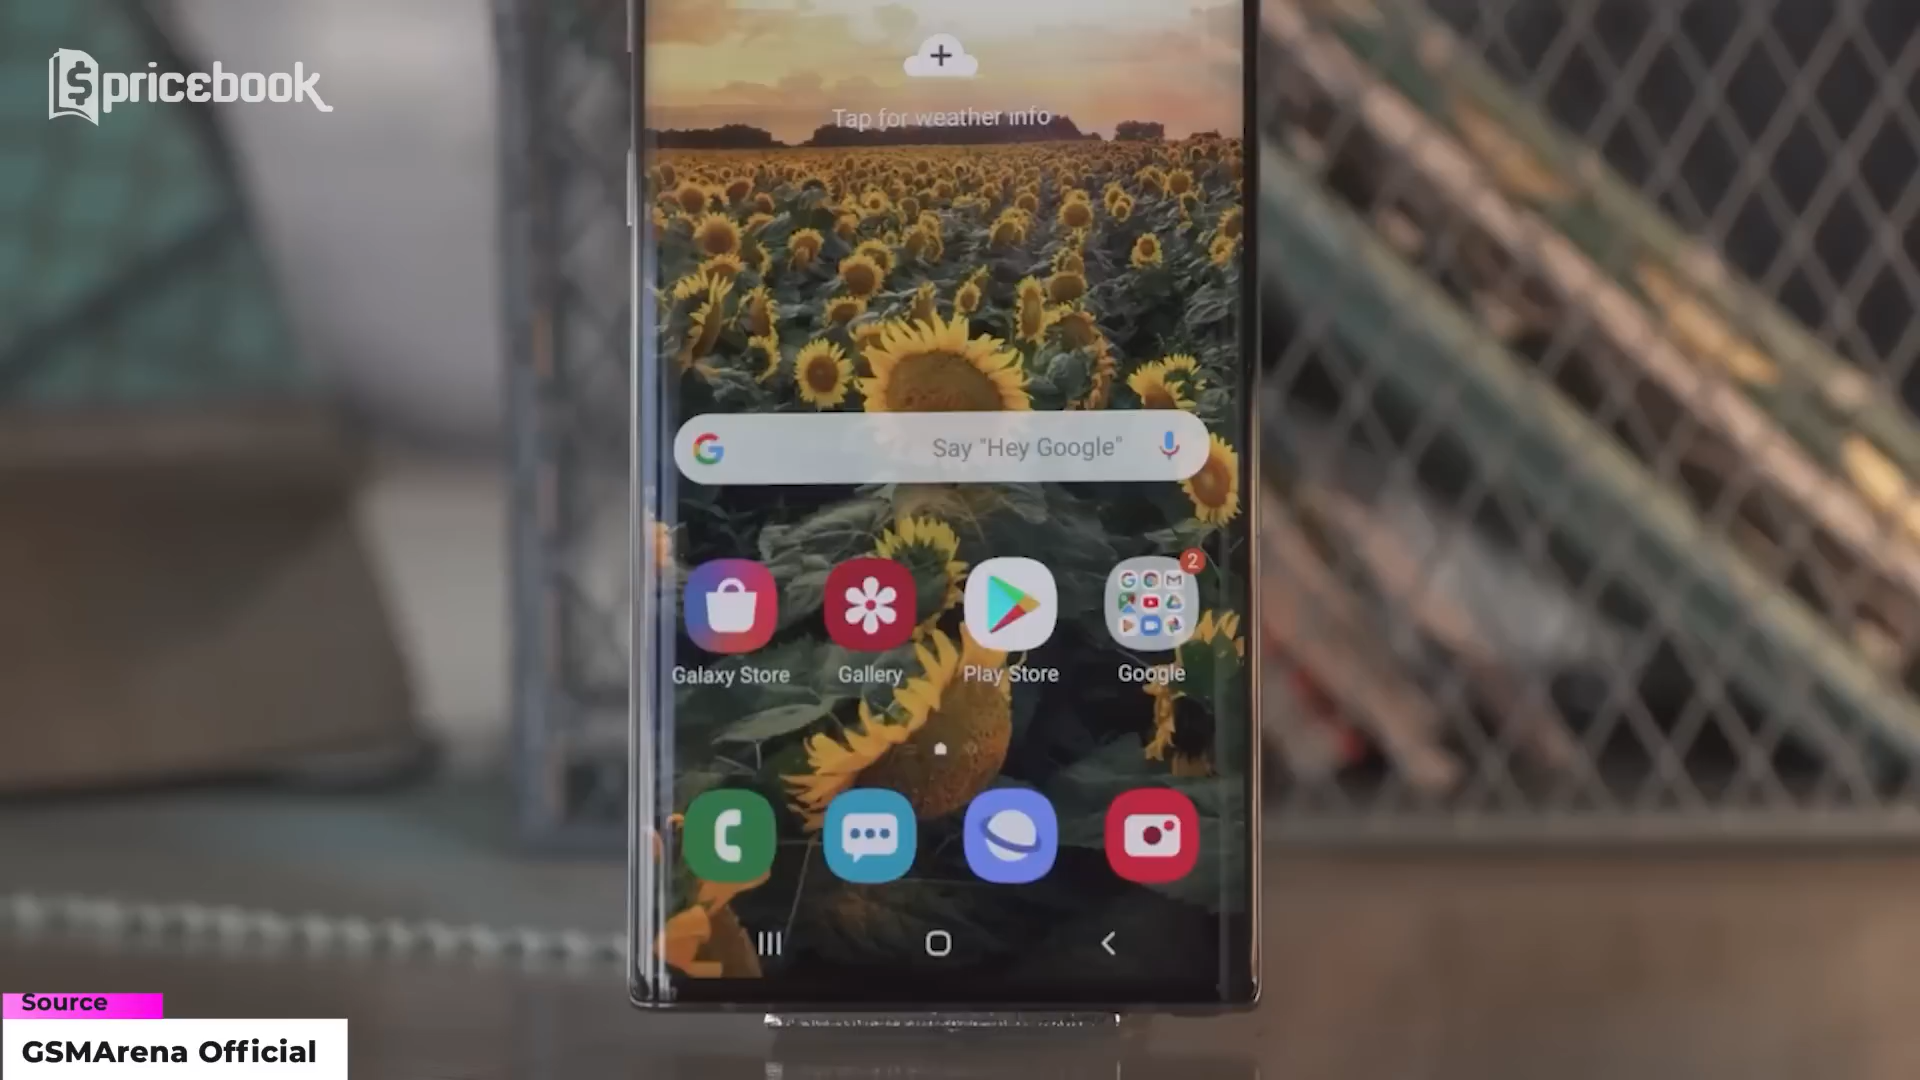 pricebook
Tap for weather info
Say "Hey Google"
2
Galaxy Store
Gallery
Play Store
Google
Source
GSMArena Official